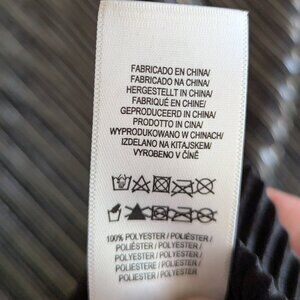 FABRICADO EN CHINA/
FABRICADO NA CHINA/
HERGESTELLT IN CHINA/
FABRIQUÉ EN CHINE/
GEPRODUCEERD IN CHINA/
PRODOTTO IN CINA/
WYPRODUKOWANO W CHINACH/
IZDELANO NA KITAJSKEM/
VYROBENO V ČÍNĚ
100% POLYESTER / POLIÉSTER /
POLIÉSTER / POLYESTER /
POLYESTER / POLYESTER /
POLIESTERE / POLIESTER /
POLIESTER / POLYESTER